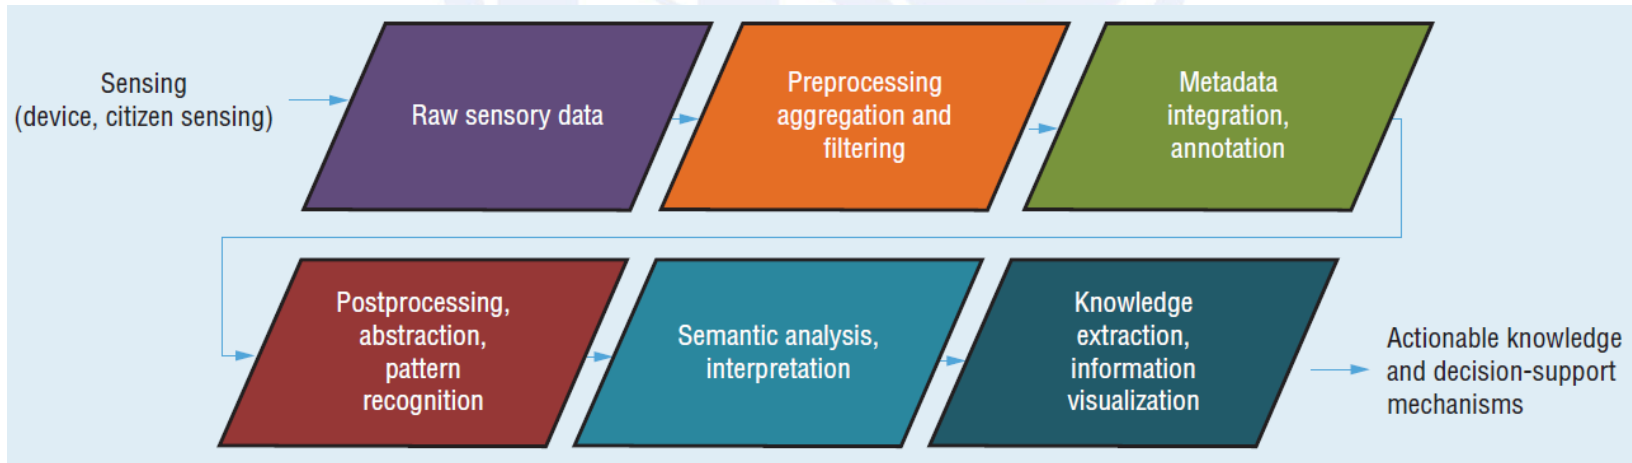 Sensing
(device, citizen sensing)
Raw sensory data
Preprocessing
aggregation and
filtering
Metadada
integration,
annotation
Postprocessing,
abstraction,
pattern
recognition
Semantic analysis,
interpretation
Knowledge
extraction,
information
visualization
Actionable knowledge
and decision-support
mechanisms